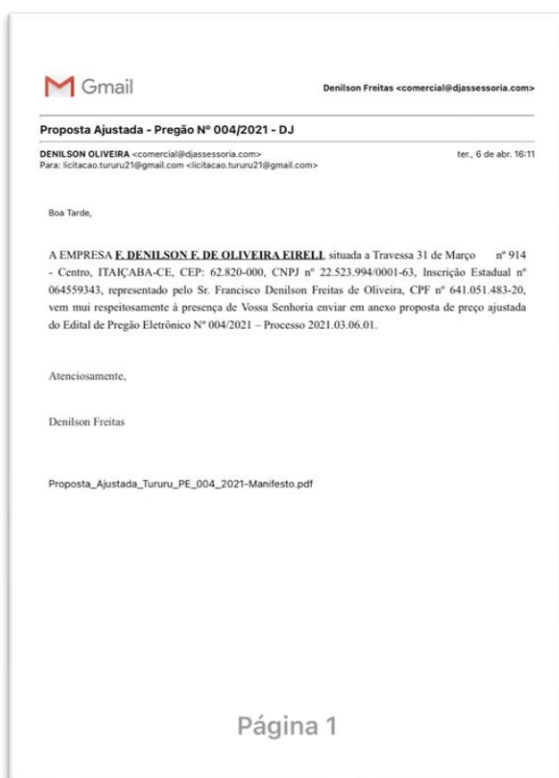 Gmail
Denilson Freitas <comercial@djassessoria.com>
Proposta Ajustada - Pregão Nº 004/2021 - DJ
DENILSON OLIVEIRA <comercial@djassessoria.com>
ter., 6 de abr. 16:11
Para: licitacao.tururu21@gmail.com <licitacao.tururu21@gmail.com>
Boa Tarde,
A EMPRESA F. DENILSON F. DE OLIVEIRA EIRELI, situada a Travessa 31 de Março nº 914
- Centro, ITAIÇABA-CE, CEP: 62.820-000, CNPJ nº 22.523.994/0001-63, Inscrição Estadual nº
064559343, representado pelo Sr. Francisco Denilson Freitas de Oliveira, CPF nº 641.051.483-20,
vem mui respeitosamente à presença de Vossa Senhoria enviar em anexo proposta de preço ajustada
do Edital de Pregão Eletrônico Nº 004/2021 – Processo 2021.03.06.01.
Atenciosamente,
Denilson Freitas
Proposta_Ajustada_Tururu_PE_004_2021-Manifesto.pdf
Página 1